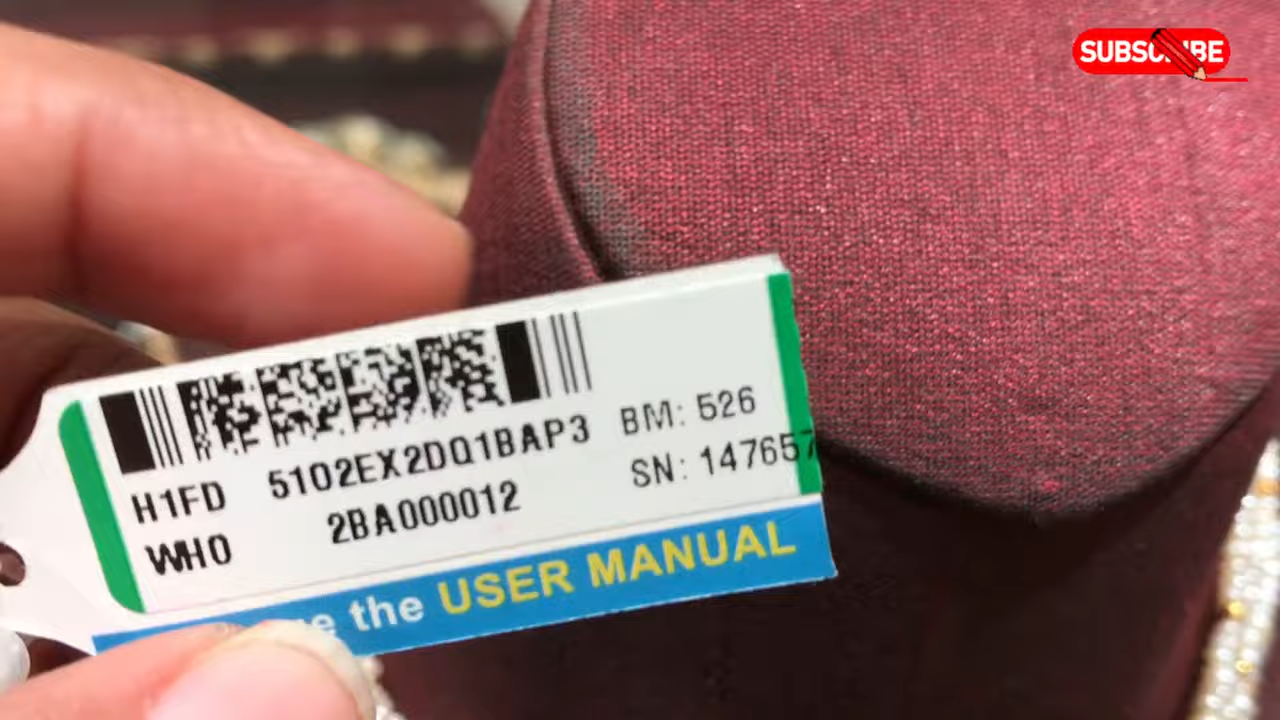 SUBSCRIBE
H1FD 5102EX2DQ1BAP3 BM: 526
WHO 2BA000012 SN: 147657
the USER MANUAL